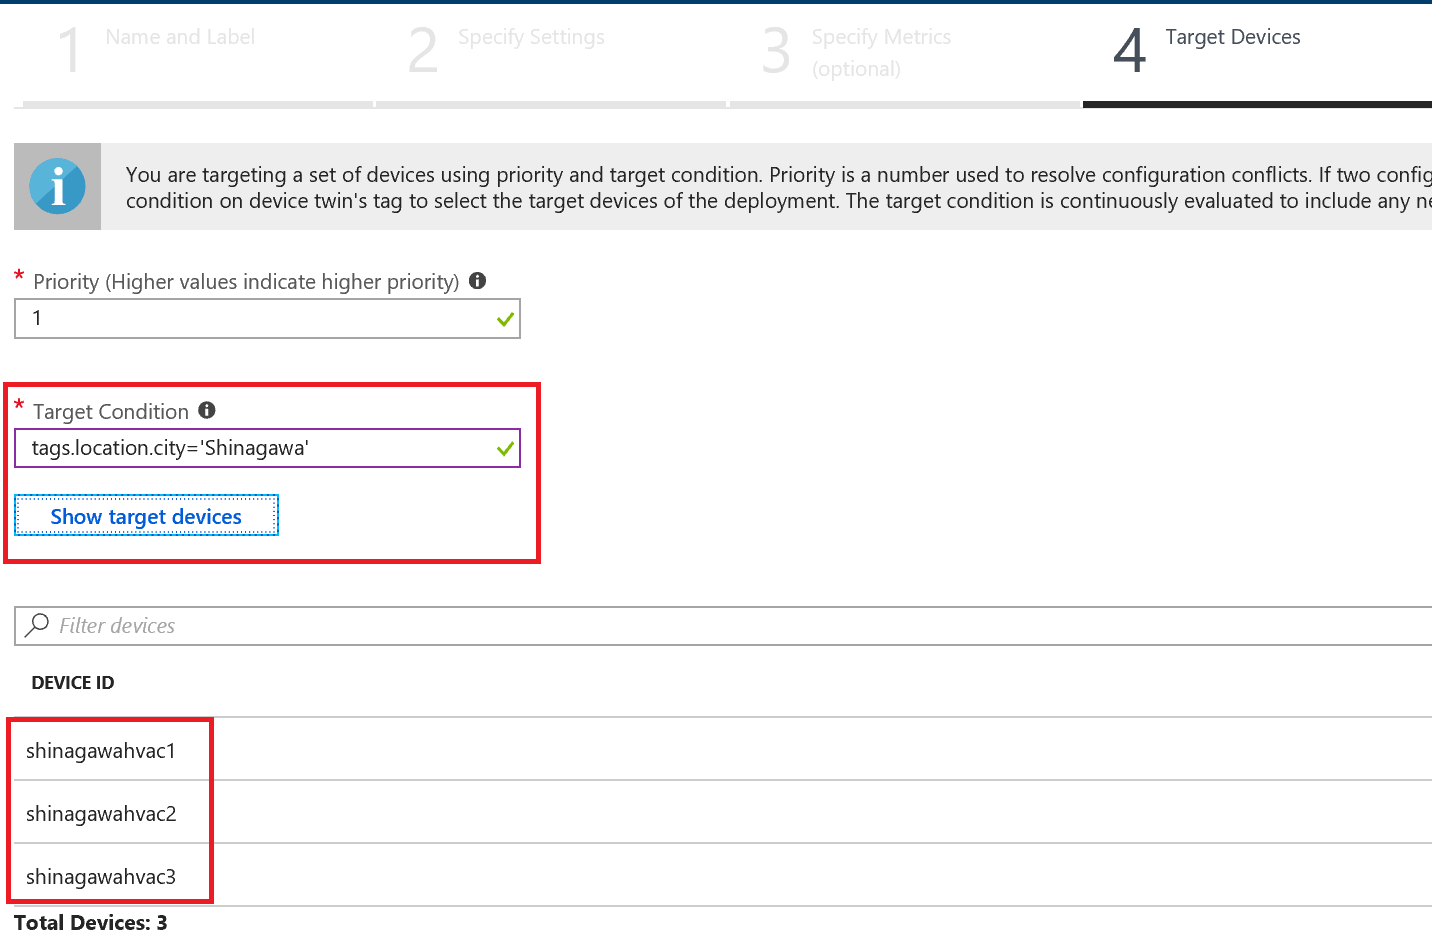 1 Name and Label
2 Specify Settings
3 Specify Metrics
(optional)
4 Target Devices
You are targeting a set of devices using priority and target condition. Priority is a number used to resolve configuration conflicts. If two config
condition on device twin's tag to select the target devices of the deployment. The target condition is continuously evaluated to include any ne
* Priority (Higher values indicate higher priority)
1
* Target Condition
tags.location.city='Shinagawa'
Show target devices
Filter devices
DEVICE ID
shinagawahvac1
shinagawahvac2
shinagawahvac3
Total Devices: 3